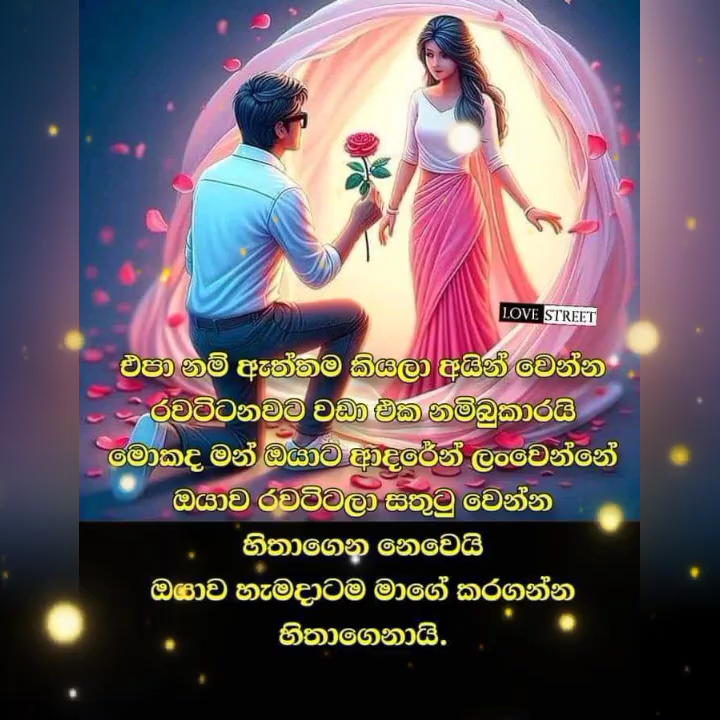 LOVE STREET
එපා නම් ඇත්තම කියලා අයින් වෙන්න
රවට්ටනවට වඩා එක නම්බුකාරයි
මොකද මන් ඔයාට ආදරේන් ලංවෙන්නේ
ඔයාව රවට්ටලා සතුටු වෙන්න
හිතාගෙන නෙවෙයි
ඔයාව හැමදාටම මාගේ කරගන්න
හිතාගෙනායි.